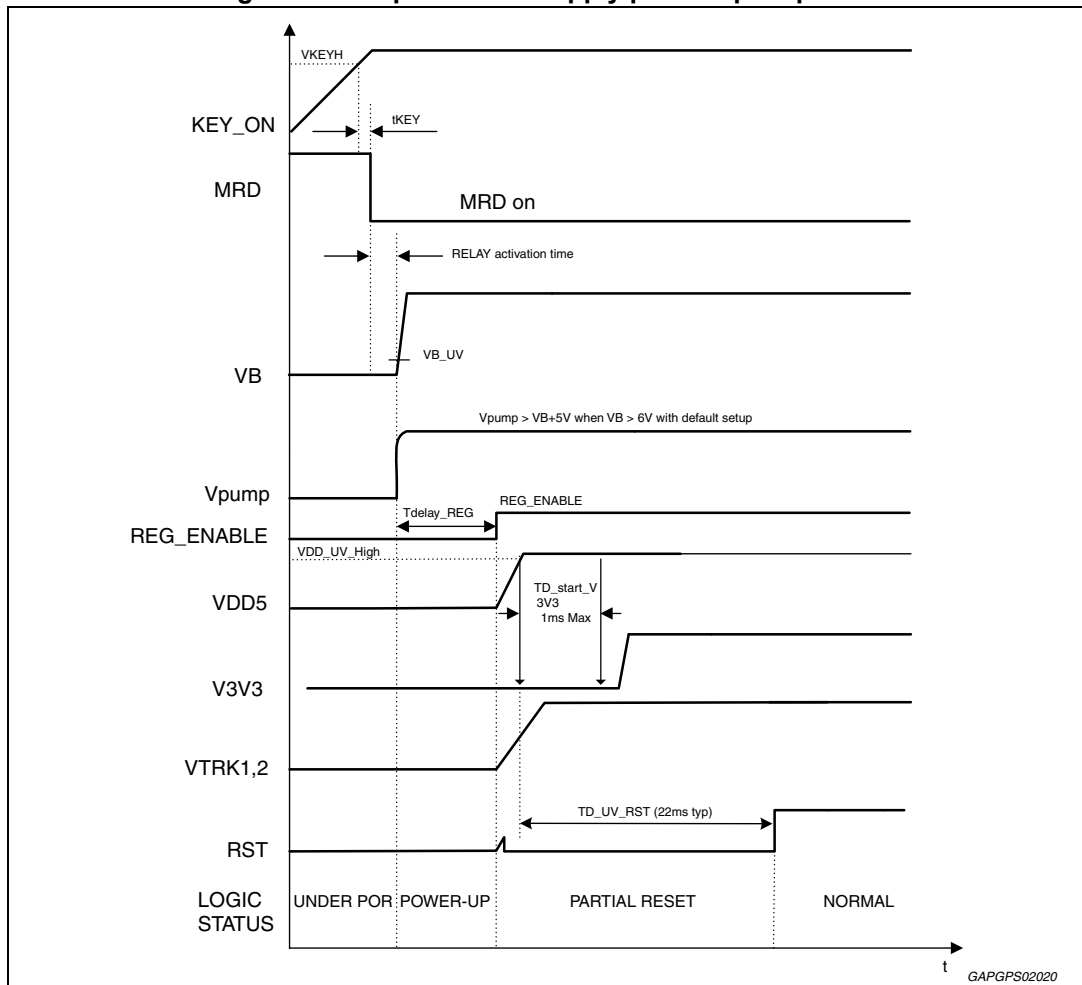 VKEYH
KEY_ON
tKEY
MRD
MRD on
RELAY activation time
VB_UV
VB
Vpump > VB+5V when VB > 6V with default setup
Vpump
Tdelay_REG
REG_ENABLE
REG_ENABLE
VDD_UV_High
VDD5
TD_start_V
3V3
1ms Max
V3V3
VTRK1,2
TD_UV_RST (22ms typ)
RST
LOGIC
STATUS
UNDER POR
POWER-UP
PARTIAL RESET
NORMAL
t
GAPGPS02020